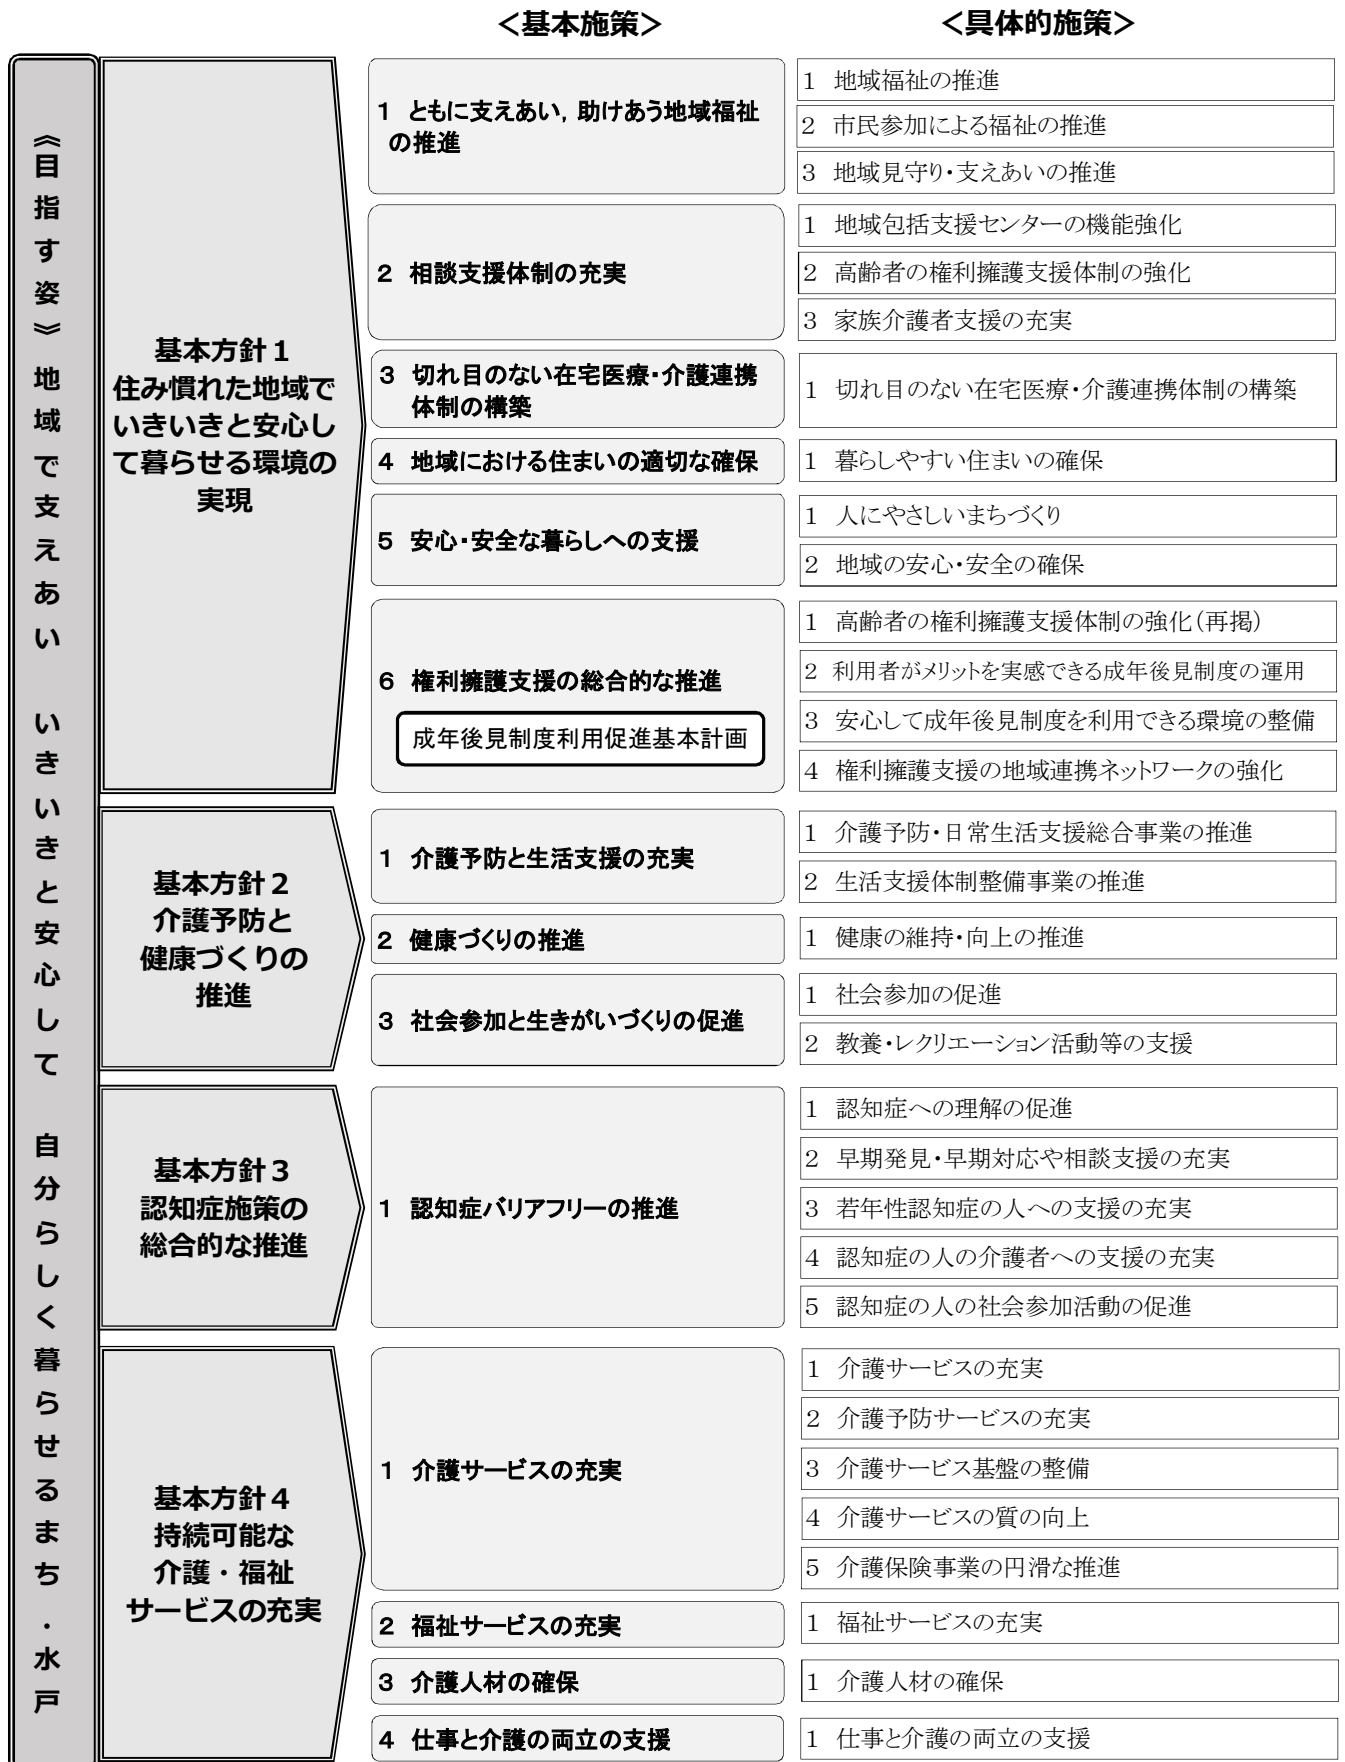 <基本施策>
<具体的施策>
《目指す姿》地域で支えあい　いきいきと安心して　自分らしく暮らせるまち・水戸
基本方針１
住み慣れた地域で
いきいきと安心し
て暮らせる環境の
実現
1 ともに支えあい，助けあう地域福祉
の推進
1 地域福祉の推進
2 市民参加による福祉の推進
3 地域見守り・支えあいの推進
2 相談支援体制の充実
1 地域包括支援センターの機能強化
2 高齢者の権利擁護支援体制の強化
3 家族介護者支援の充実
3 切れ目のない在宅医療・介護連携
体制の構築
1 切れ目のない在宅医療・介護連携体制の構築
4 地域における住まいの適切な確保
1 暮らしやすい住まいの確保
5 安心・安全な暮らしへの支援
1 人にやさしいまちづくり
2 地域の安心・安全の確保
6 権利擁護支援の総合的な推進
成年後見制度利用促進基本計画
1 高齢者の権利擁護支援体制の強化（再掲）
2 利用者がメリットを実感できる成年後見制度の運用
3 安心して成年後見制度を利用できる環境の整備
4 権利擁護支援の地域連携ネットワークの強化
基本方針２
介護予防と
健康づくりの
推進
1 介護予防と生活支援の充実
1 介護予防・日常生活支援総合事業の推進
2 生活支援体制整備事業の推進
2 健康づくりの推進
1 健康の維持・向上の推進
3 社会参加と生きがいづくりの促進
1 社会参加の促進
2 教養・レクリエーション活動等の支援
基本方針３
認知症施策の
総合的な推進
1 認知症バリアフリーの推進
1 認知症への理解の促進
2 早期発見・早期対応や相談支援の充実
3 若年性認知症の人への支援の充実
4 認知症の人の介護者への支援の充実
5 認知症の人の社会参加活動の促進
基本方針４
持続可能な
介護・福祉
サービスの充実
1 介護サービスの充実
1 介護サービスの充実
2 介護予防サービスの充実
3 介護サービス基盤の整備
4 介護サービスの質の向上
5 介護保険事業の円滑な推進
2 福祉サービスの充実
1 福祉サービスの充実
3 介護人材の確保
1 介護人材の確保
4 仕事と介護の両立の支援
1 仕事と介護の両立の支援